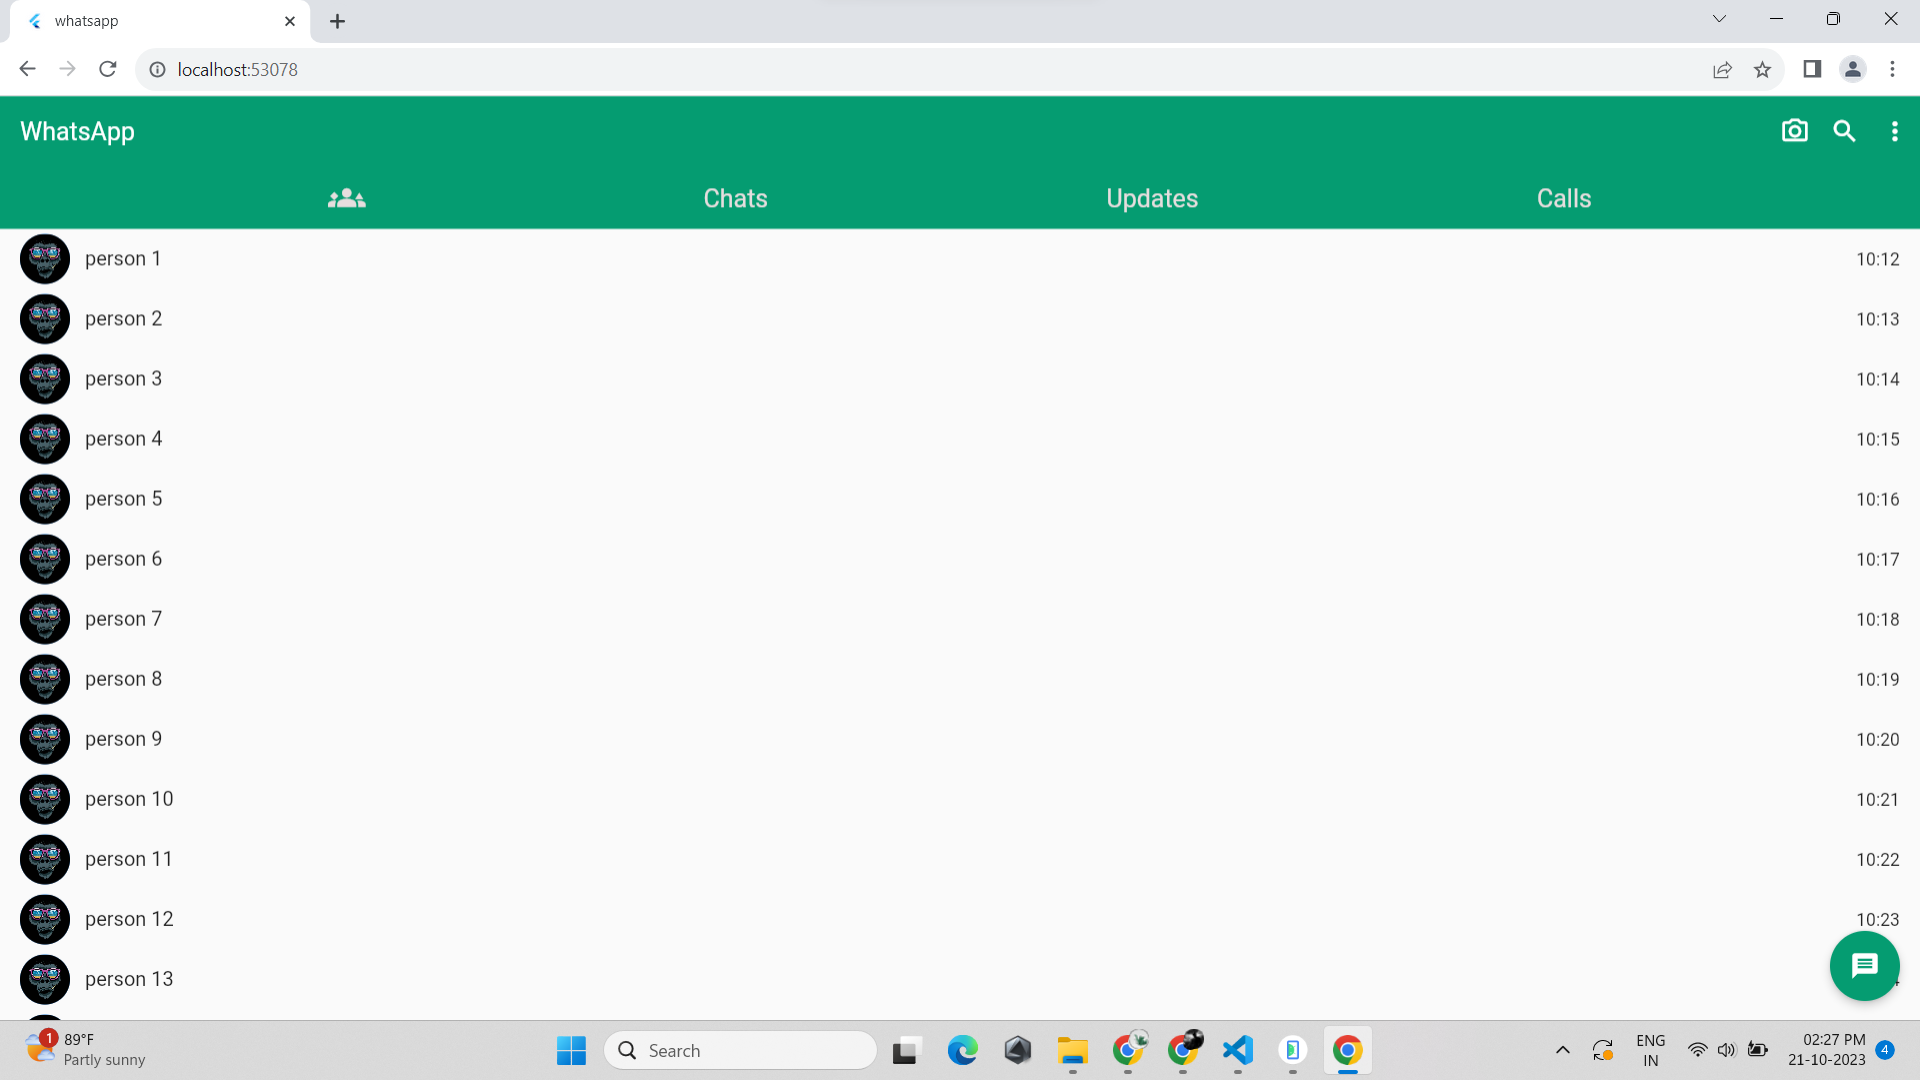 whatsapp
localhost:53078
WhatsApp
Chats Updates Calls
person 1 10:12
person 2 10:13
person 3 10:14
person 4 10:15
person 5 10:16
person 6 10:17
person 7 10:18
person 8 10:19
person 9 10:20
person 10 10:21
person 11 10:22
person 12 10:23
person 13
1 89°F
Partly sunny
Search
ENG
IN
02:27 PM
21-10-2023
4